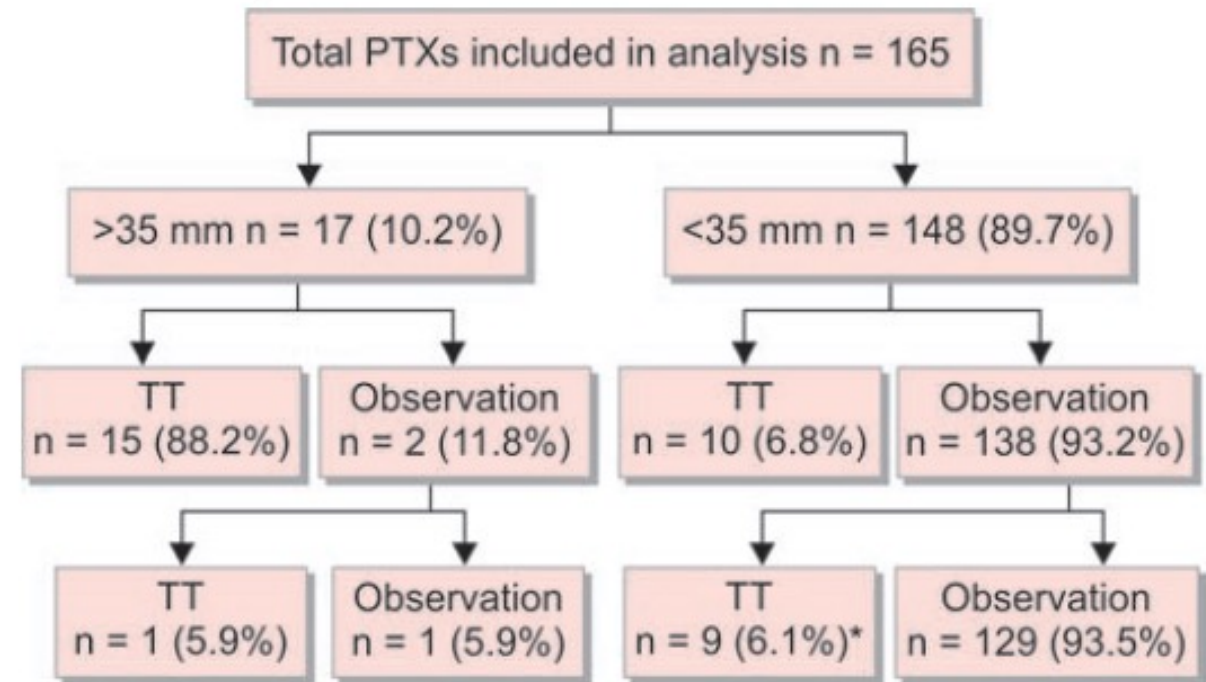 Total PTXs included in analysis n = 165
>35 mm n = 17 (10.2%)
<35 mm n = 148 (89.7%)
TT
n = 15 (88.2%)
Observation
n = 2 (11.8%)
TT
n = 10 (6.8%)
Observation
n = 138 (93.2%)
TT
n = 1 (5.9%)
Observation
n = 1 (5.9%)
TT
n = 9 (6.1%)*
Observation
n = 129 (93.5%)